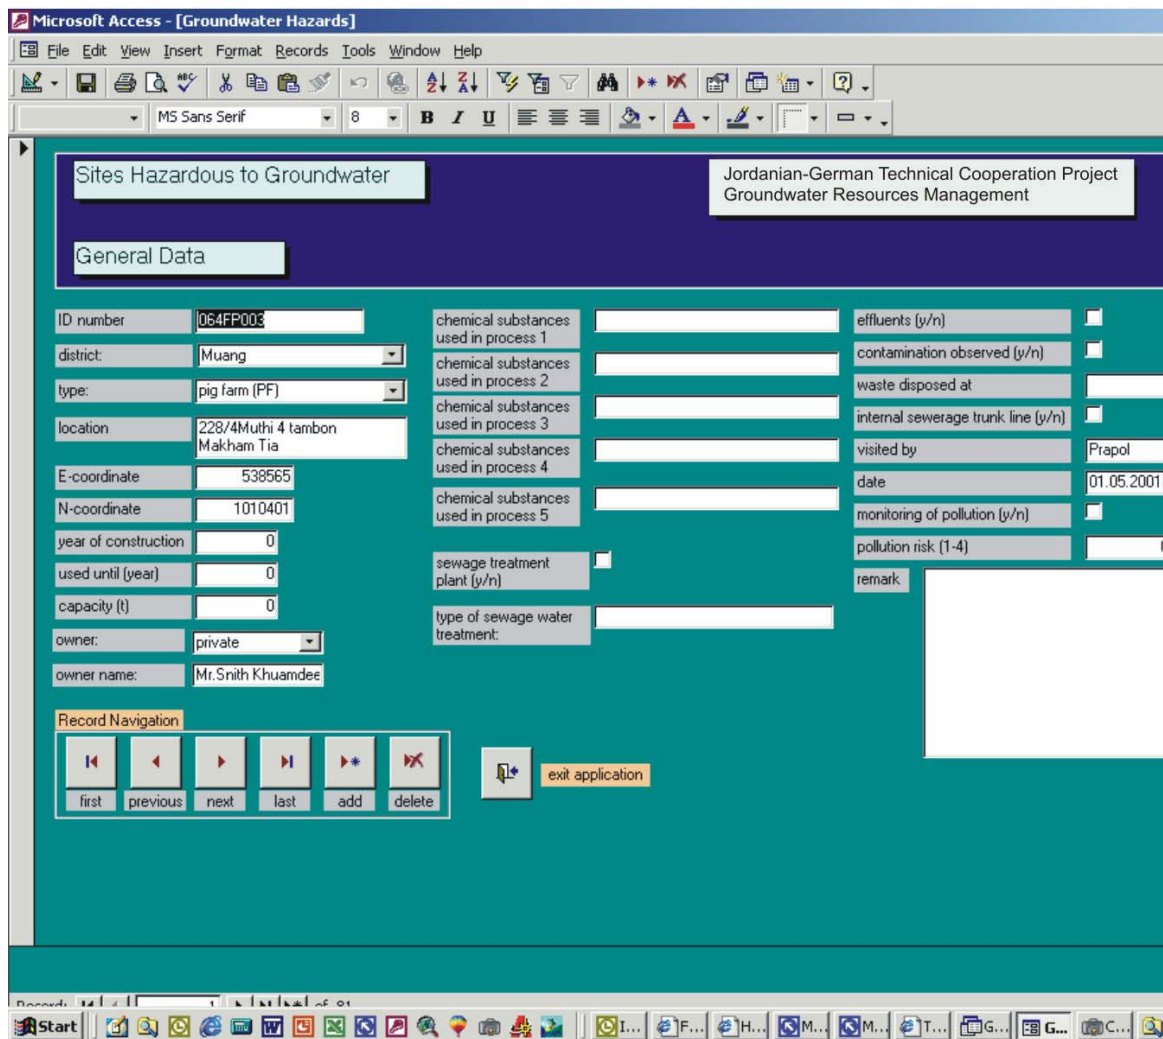 Microsoft Access - [Groundwater Hazards]
File Edit View Insert Format Records Tools Window Help
MS Sans Serif 8 B I U
Sites Hazardous to Groundwater
Jordanian-German Technical Cooperation Project
Groundwater Resources Management
General Data
ID number 064FP003
district: Muang
type: pig farm (PF)
location 228/4Muthi 4 tambon
Makham Tia
E-coordinate 538565
N-coordinate 1010401
year of construction 0
used until (year) 0
capacity (t) 0
owner: private
owner name: Mr.Snith Khuamdee
chemical substances
used in process 1
chemical substances
used in process 2
chemical substances
used in process 3
chemical substances
used in process 4
chemical substances
used in process 5
sewage treatment
plant (y/n)
type of sewage water
treatment:
effluents (y/n)
contamination observed (y/n)
waste disposed at
internal sewerage trunk line (y/n)
visited by Prapol
date 01.05.2001
monitoring of pollution (y/n)
pollution risk (1-4)
remark
Record Navigation
first previous next last add delete
exit application
Record: 1 of 81
Start I... F... H... M... M... T... G... G... C...